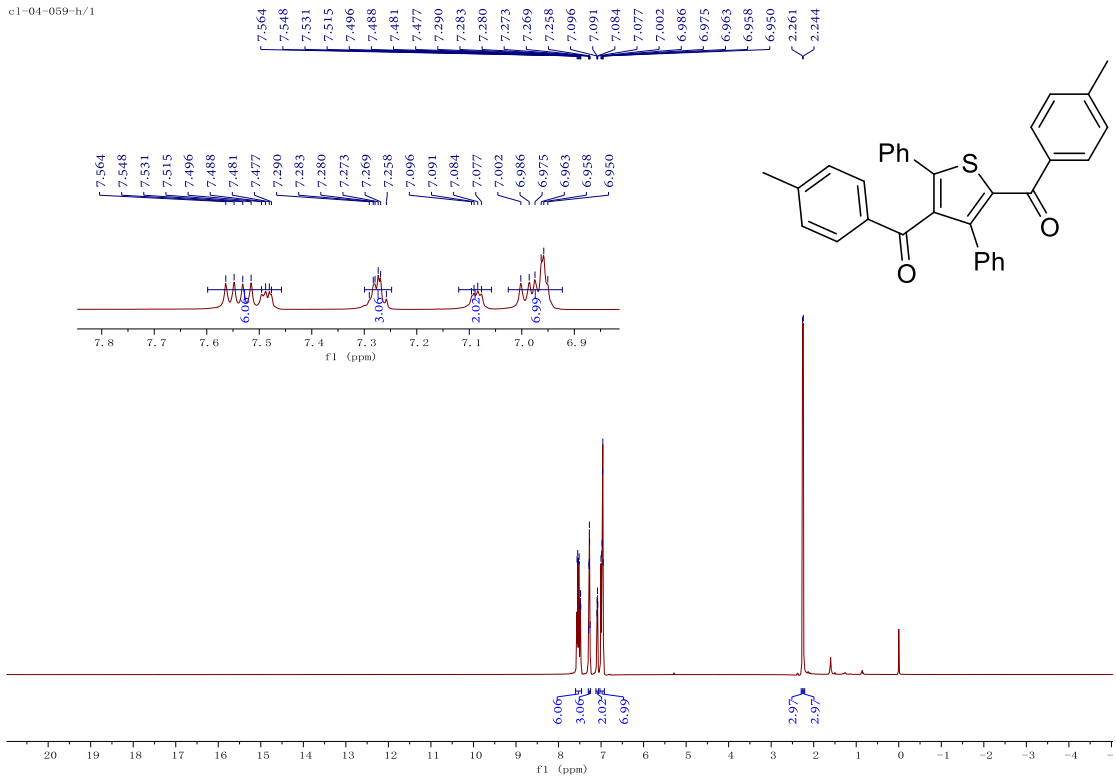 cl-04-059-h/1
7.564 7.548 7.531 7.515 7.496 7.488 7.481 7.477 7.290 7.283 7.280 7.273 7.269 7.258 7.096 7.091 7.084 7.077 7.002 6.986 6.975 6.963 6.958 6.950 2.261 2.244
7.564 7.548 7.531 7.515 7.496 7.488 7.481 7.477 7.290 7.283 7.280 7.273 7.269 7.258 7.096 7.091 7.084 7.077 7.002 6.986 6.975 6.963 6.958 6.950
Ph S O
O Ph
6.06 3.06 2.02 6.99
7.8 7.7 7.6 7.5 7.4 7.3 7.2 7.1 7.0 6.9
f1 (ppm)
6.06 3.06 2.02 6.99 2.97 2.97
20 19 18 17 16 15 14 13 12 11 10 9 8 7 6 5 4 3 2 1 0 -1 -2 -3 -4 -
f1 (ppm)